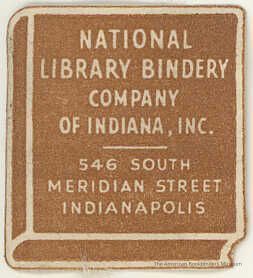 NATIONAL
LIBRARY BINDERY
COMPANY
OF INDIANA, INC.
546 SOUTH
MERIDIAN STREET
INDIANAPOLIS
The American Bookbinders Museum